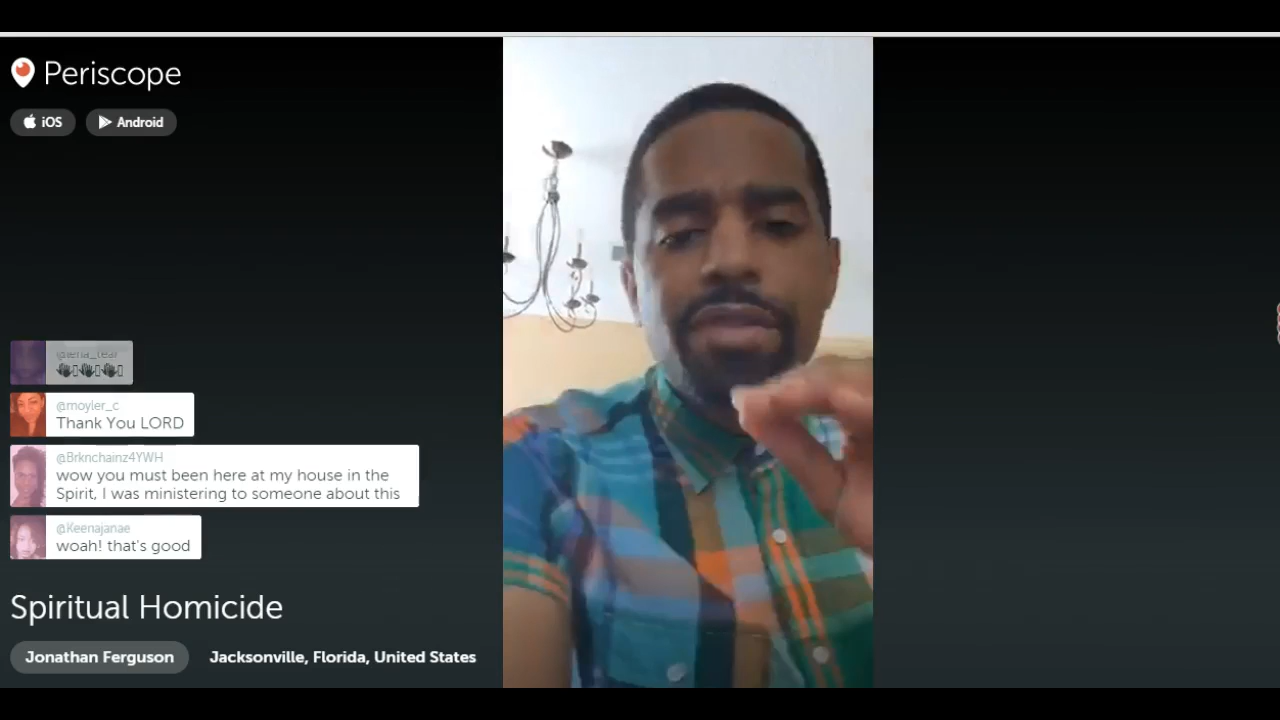 Periscope
iOS
Android
@moyler_c
Thank You LORD
@Brknchainz4YWH
wow you must been here at my house in the
Spirit, I was ministering to someone about this
@Keenajanae
woah! that's good
Spiritual Homicide
Jonathan Ferguson
Jacksonville, Florida, United States